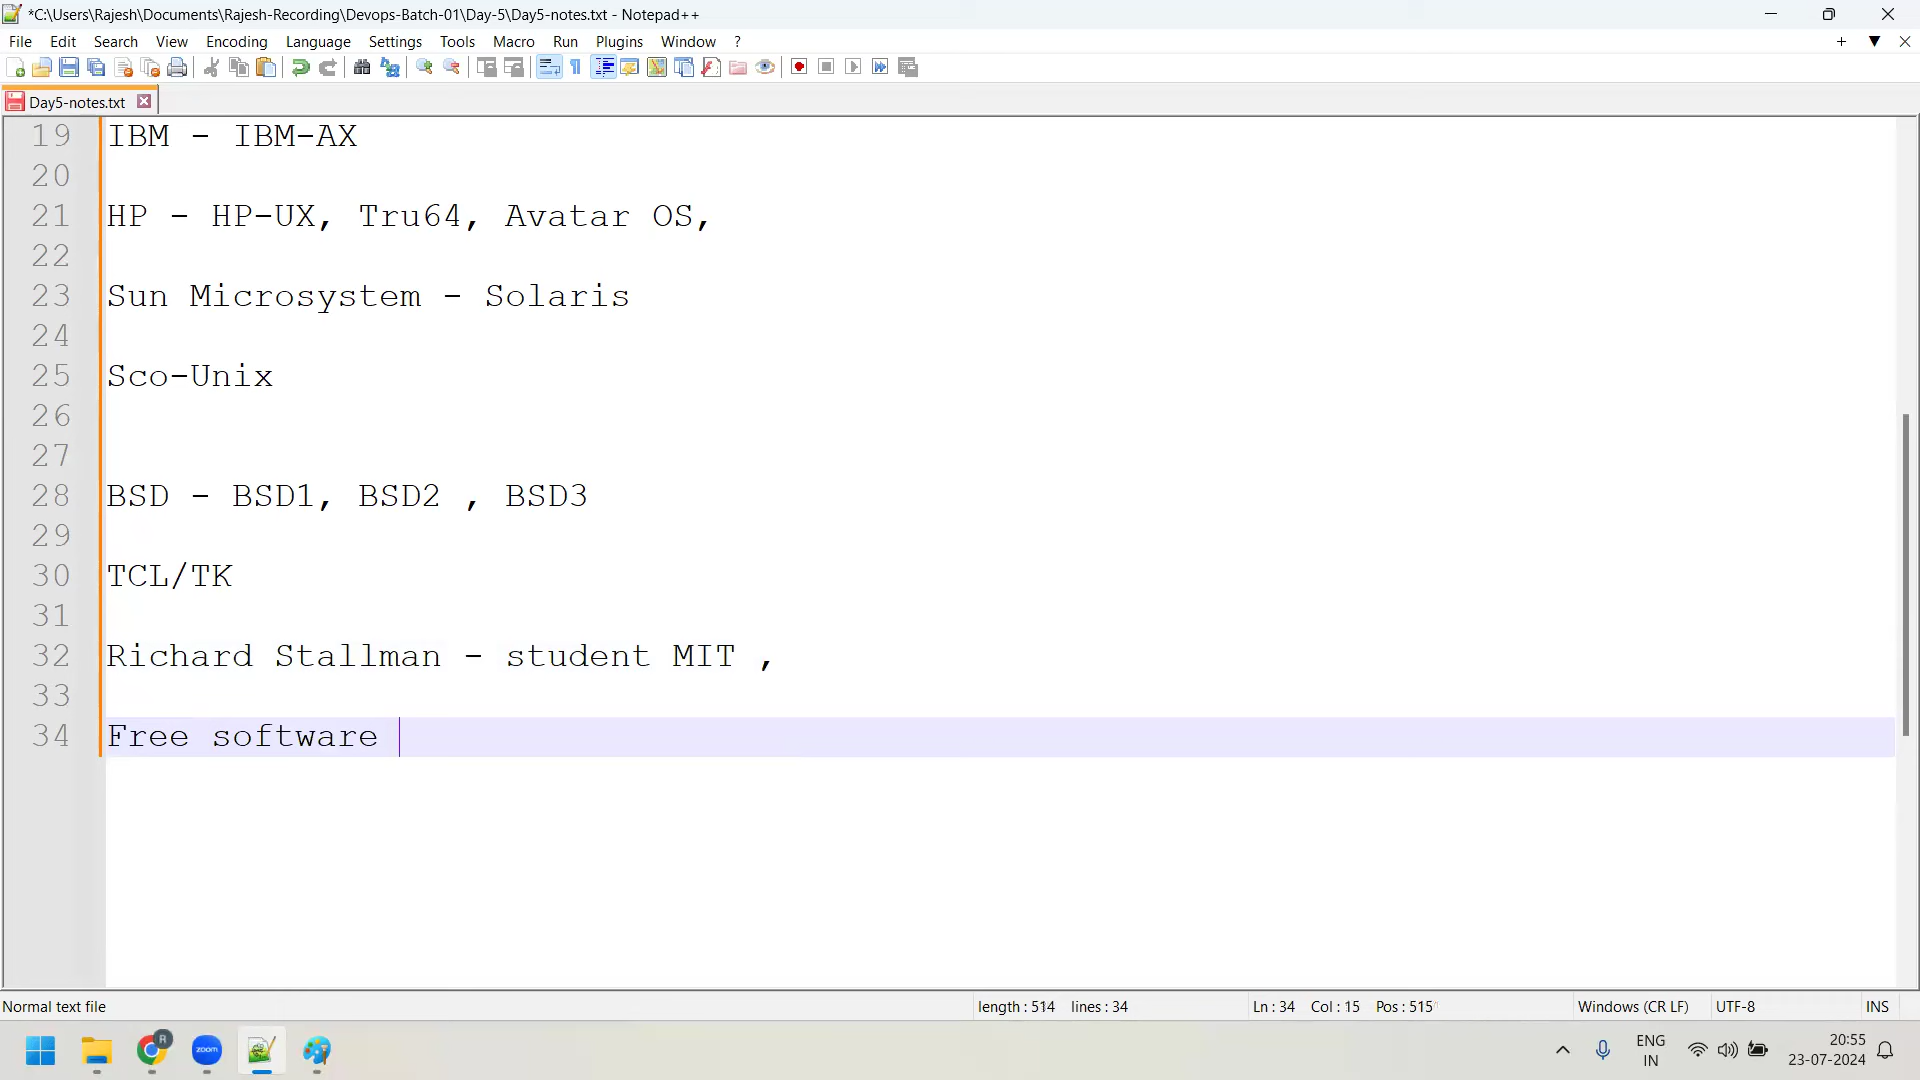 *C:\Users\Rajesh\Documents\Rajesh-Recording\Devops-Batch-01\Day-5\Day5-notes.txt - Notepad++
File Edit Search View Encoding Language Settings Tools Macro Run Plugins Window ?
Day5-notes.txt
19 IBM - IBM-AX
20
21 HP - HP-UX, Tru64, Avatar OS,
22
23 Sun Microsystem - Solaris
24
25 Sco-Unix
26
27
28 BSD - BSD1, BSD2 , BSD3
29
30 TCL/TK
31
32 Richard Stallman - student MIT ,
33
34 Free software
Normal text file length : 514 lines : 34 Ln : 34 Col : 15 Pos : 515 Windows (CR LF) UTF-8 INS
R
zoom
ENG
IN
20:55
23-07-2024